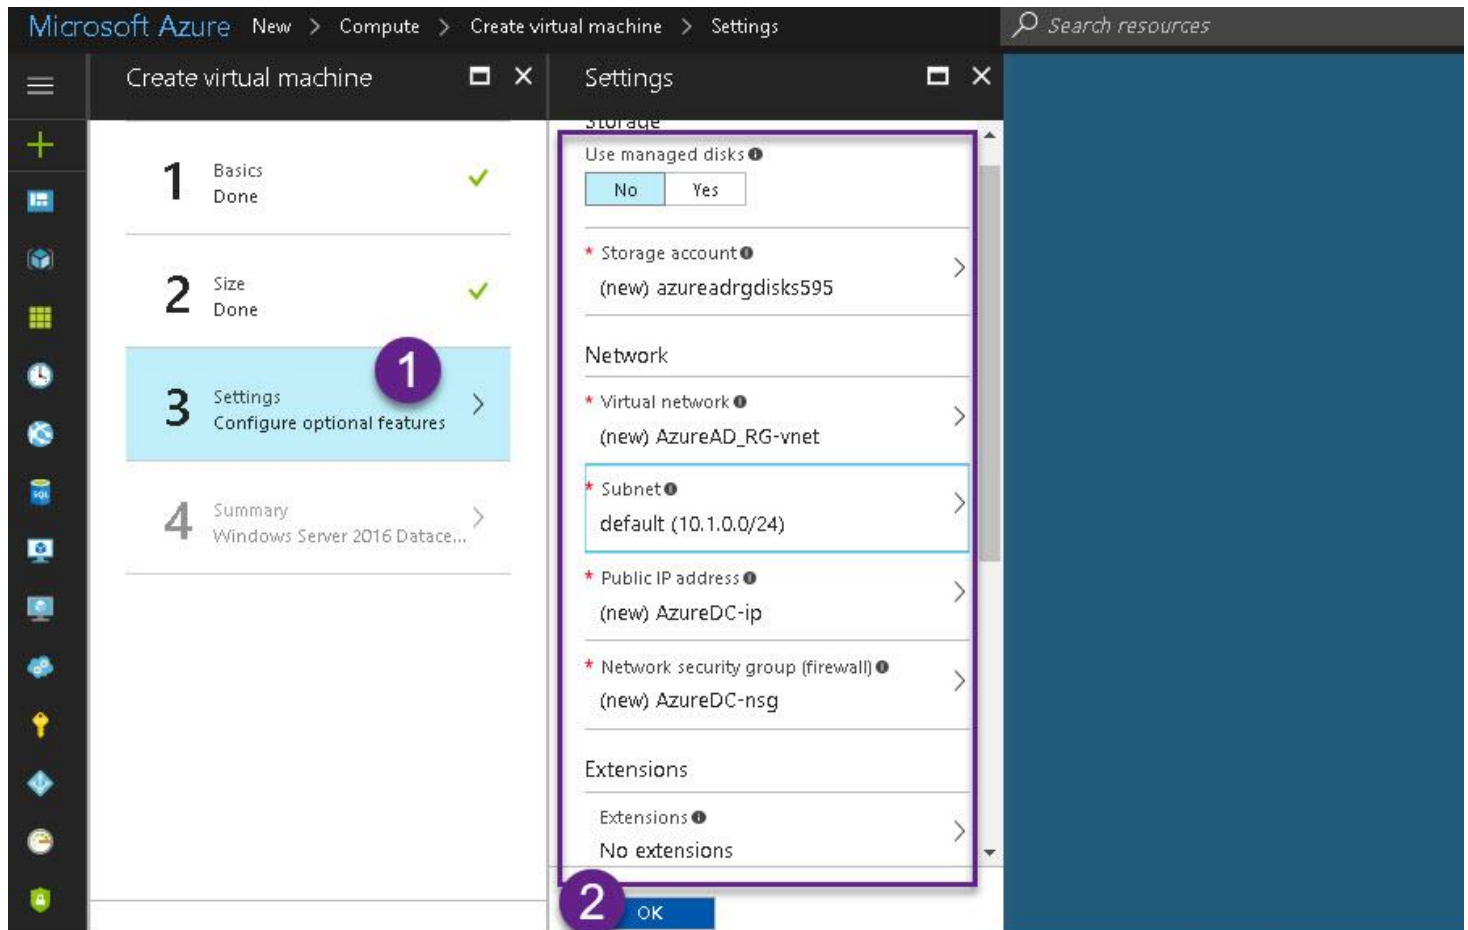 Microsoft Azure New > Compute > Create virtual machine > Settings
Search resources
Create virtual machine
1
Basics
Done
2
Size
Done
3
Settings
Configure optional features
1
4
Summary
Windows Server 2016 Datace...
Settings
Storage
Use managed disks
No Yes
* Storage account
(new) azureadrgdisks595
Network
* Virtual network
(new) AzureAD_RG-vnet
* Subnet
default (10.1.0.0/24)
* Public IP address
(new) AzureDC-ip
* Network security group (firewall)
(new) AzureDC-nsg
Extensions
Extensions
No extensions
2
OK
SQL